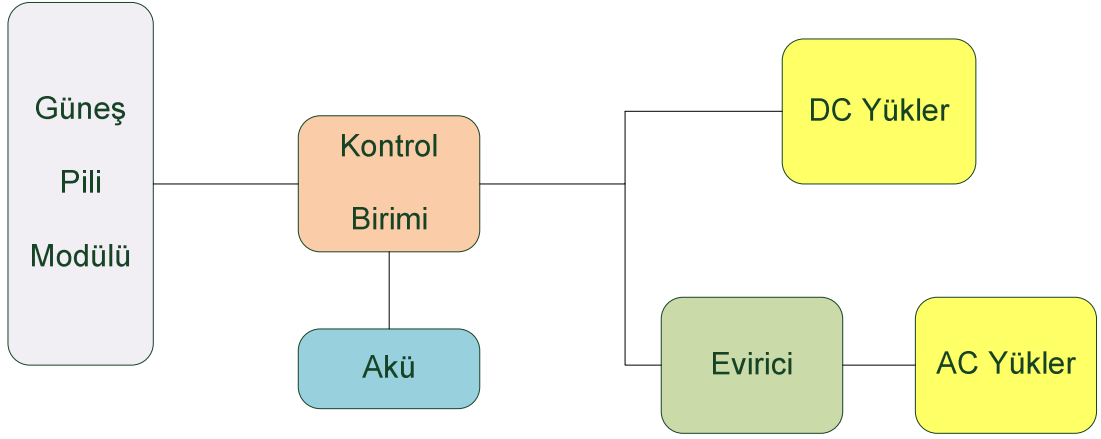 Güneş
Pili
Modülü
Kontrol
Birimi
Akü
DC Yükler
Evirici
AC Yükler